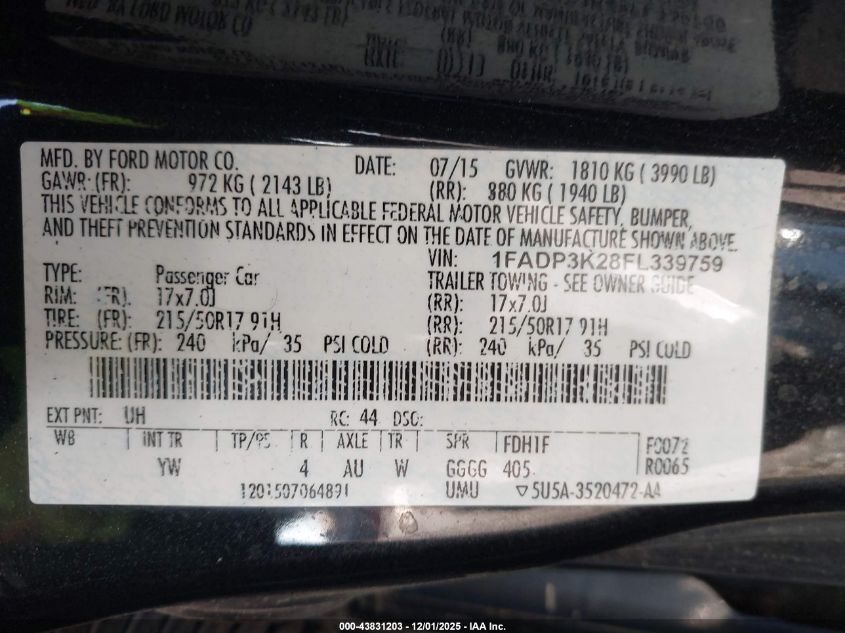 MFD. BY FORD MOTOR CO. DATE: 07/15 GVWR: 1810 KG ( 3990 LB)
GAWR: (FR): 972 KG ( 2143 LB) (RR): 880 KG ( 1940 LB)
THIS VEHICLE CONFORMS TO ALL APPLICABLE FEDERAL MOTOR VEHICLE SAFETY, BUMPER,
AND THEFT PREVENTION STANDARDS IN EFFECT ON THE DATE OF MANUFACTURE SHOWN ABOVE.
VIN: 1FADP3K28FL339759
TYPE: Passenger Car TRAILER TOWING - SEE OWNER GUIDE
RIM: (FR): 17x7.0J (RR): 17x7.0J
TIRE: (FR): 215/50R17 91H (RR): 215/50R17 91H
PRESSURE: (FR): 240 kPa/ 35 PSI COLD (RR): 240 kPa/ 35 PSI COLD
EXT PNT: UH RC: 44 DSO:
WB INT TR TP/PS R AXLE TR SPR FDH1F F0072
YW 4 AU W GGGG 405 R0065
1201507064891 UMU ▽5U5A-3520472-AA
000-43831203 - 12/01/2025 - IAA Inc.